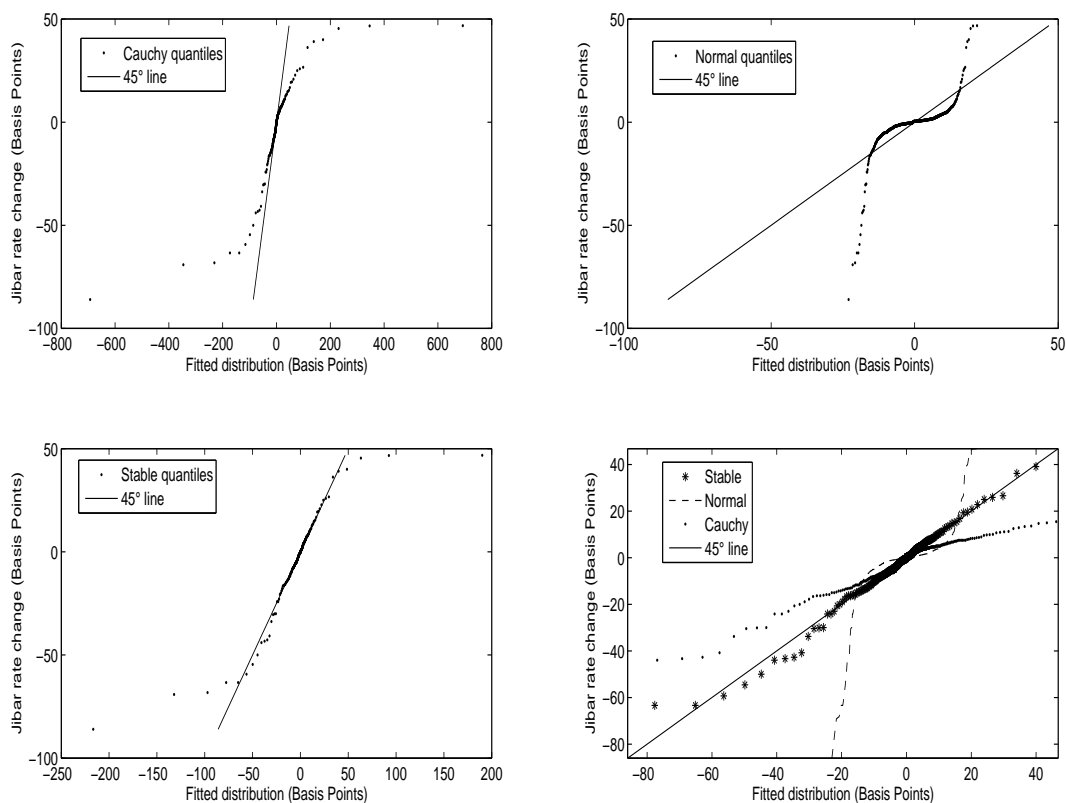 50
0
−50
−100
Jibar rate change (Basis Points)
Cauchy quantiles
45° line
−800 −600 −400 −200 0 200 400 600 800
Fitted distribution (Basis Points)
50
0
−50
−100
Jibar rate change (Basis Points)
Normal quantiles
45° line
−100 −50 0 50
Fitted distribution (Basis Points)
50
0
−50
−100
Jibar rate change (Basis Points)
Stable quantiles
45° line
−250 −200 −150 −100 −50 0 50 100 150 200
Fitted distribution (Basis Points)
40
20
0
−20
−40
−60
−80
Jibar rate change (Basis Points)
Stable
Normal
Cauchy
45° line
−80 −60 −40 −20 0 20 40
Fitted distribution (Basis Points)